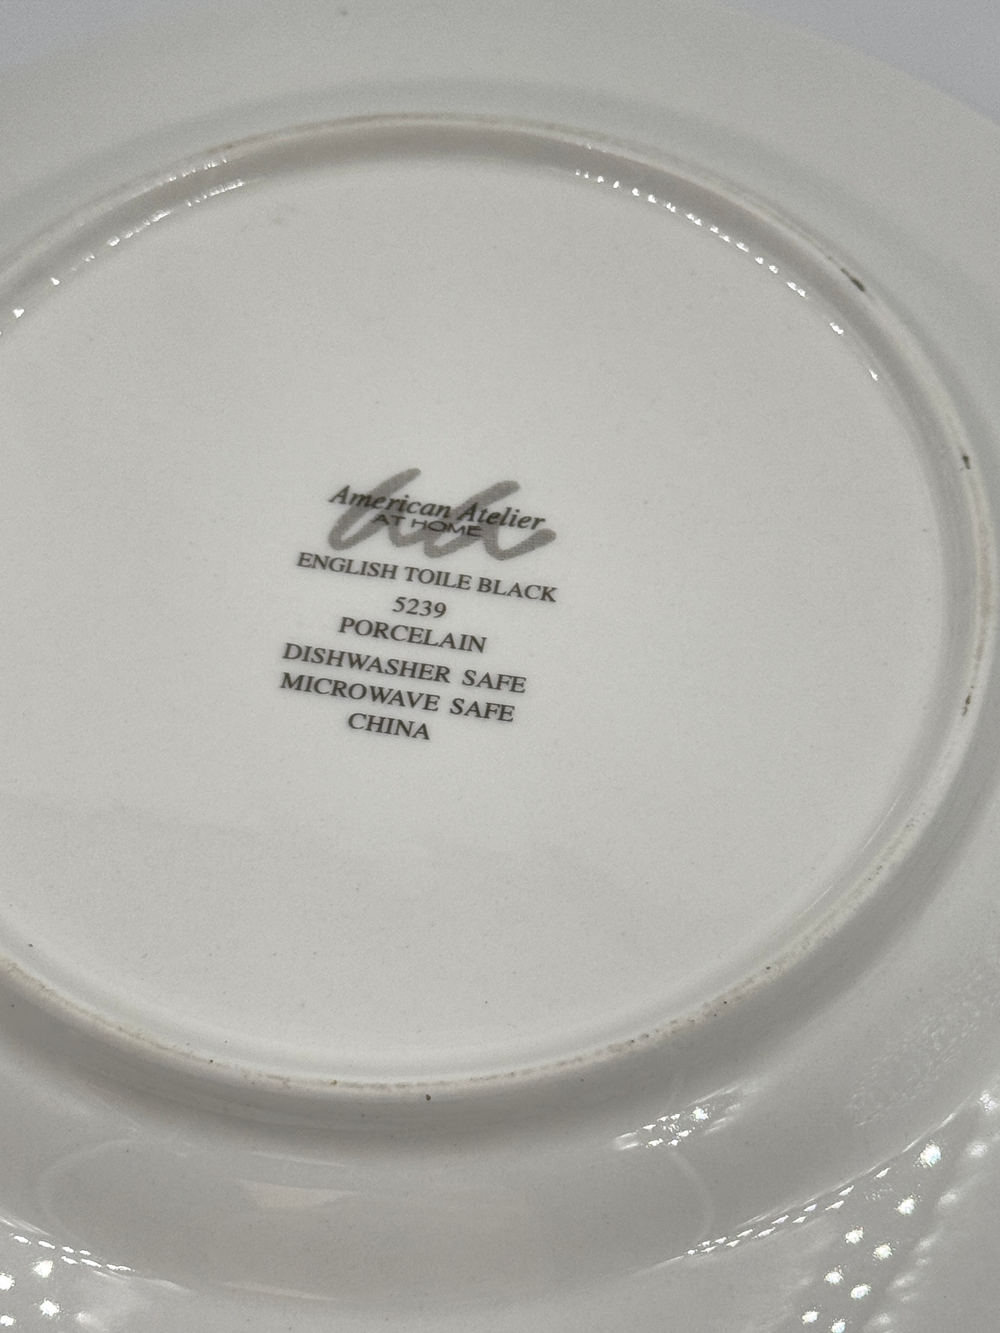 American Atelier
AT HOME
ENGLISH TOILE BLACK
5239
PORCELAIN
DISHWASHER SAFE
MICROWAVE SAFE
CHINA